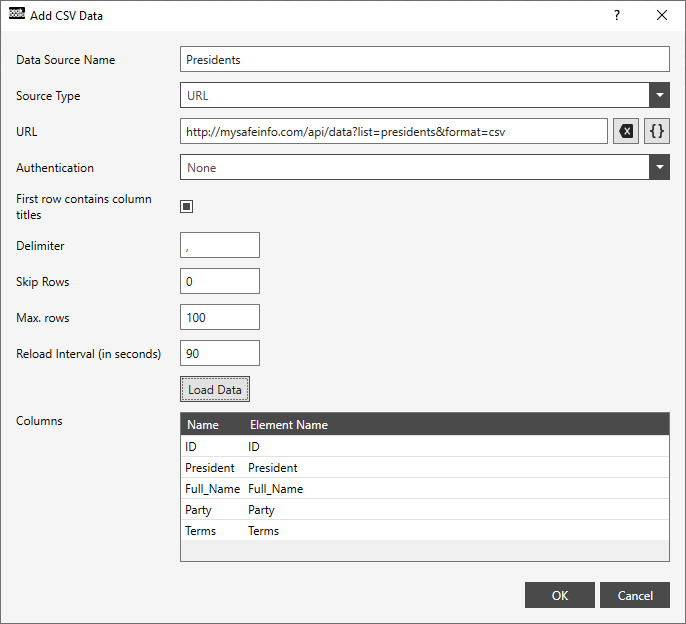 peak board Add CSV Data ?
Data Source Name Presidents
Source Type URL
URL http://mysafeinfo.com/api/data?list=presidents&format=csv {}
Authentication None
First row contains column
titles
Delimiter ,
Skip Rows 0
Max. rows 100
Reload Interval (in seconds) 90
Load Data
Columns
Name Element Name
ID ID
President President
Full_Name Full_Name
Party Party
Terms Terms
OK Cancel